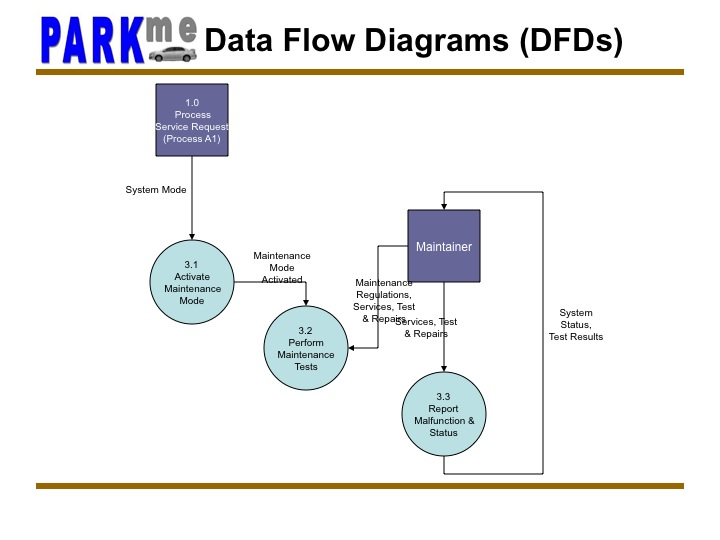 PARKme
Data Flow Diagrams (DFDs)
1.0
Process
Service Request
(Process A1)
System Mode
3.1
Activate
Maintenance
Mode
Maintenance
Mode
Activated
3.2
Perform
Maintenance
Tests
Maintainer
Maintenance
Regulations,
Services, Test
& Repairs
Services, Test
& Repairs
System
Status,
Test Results
3.3
Report
Malfunction &
Status